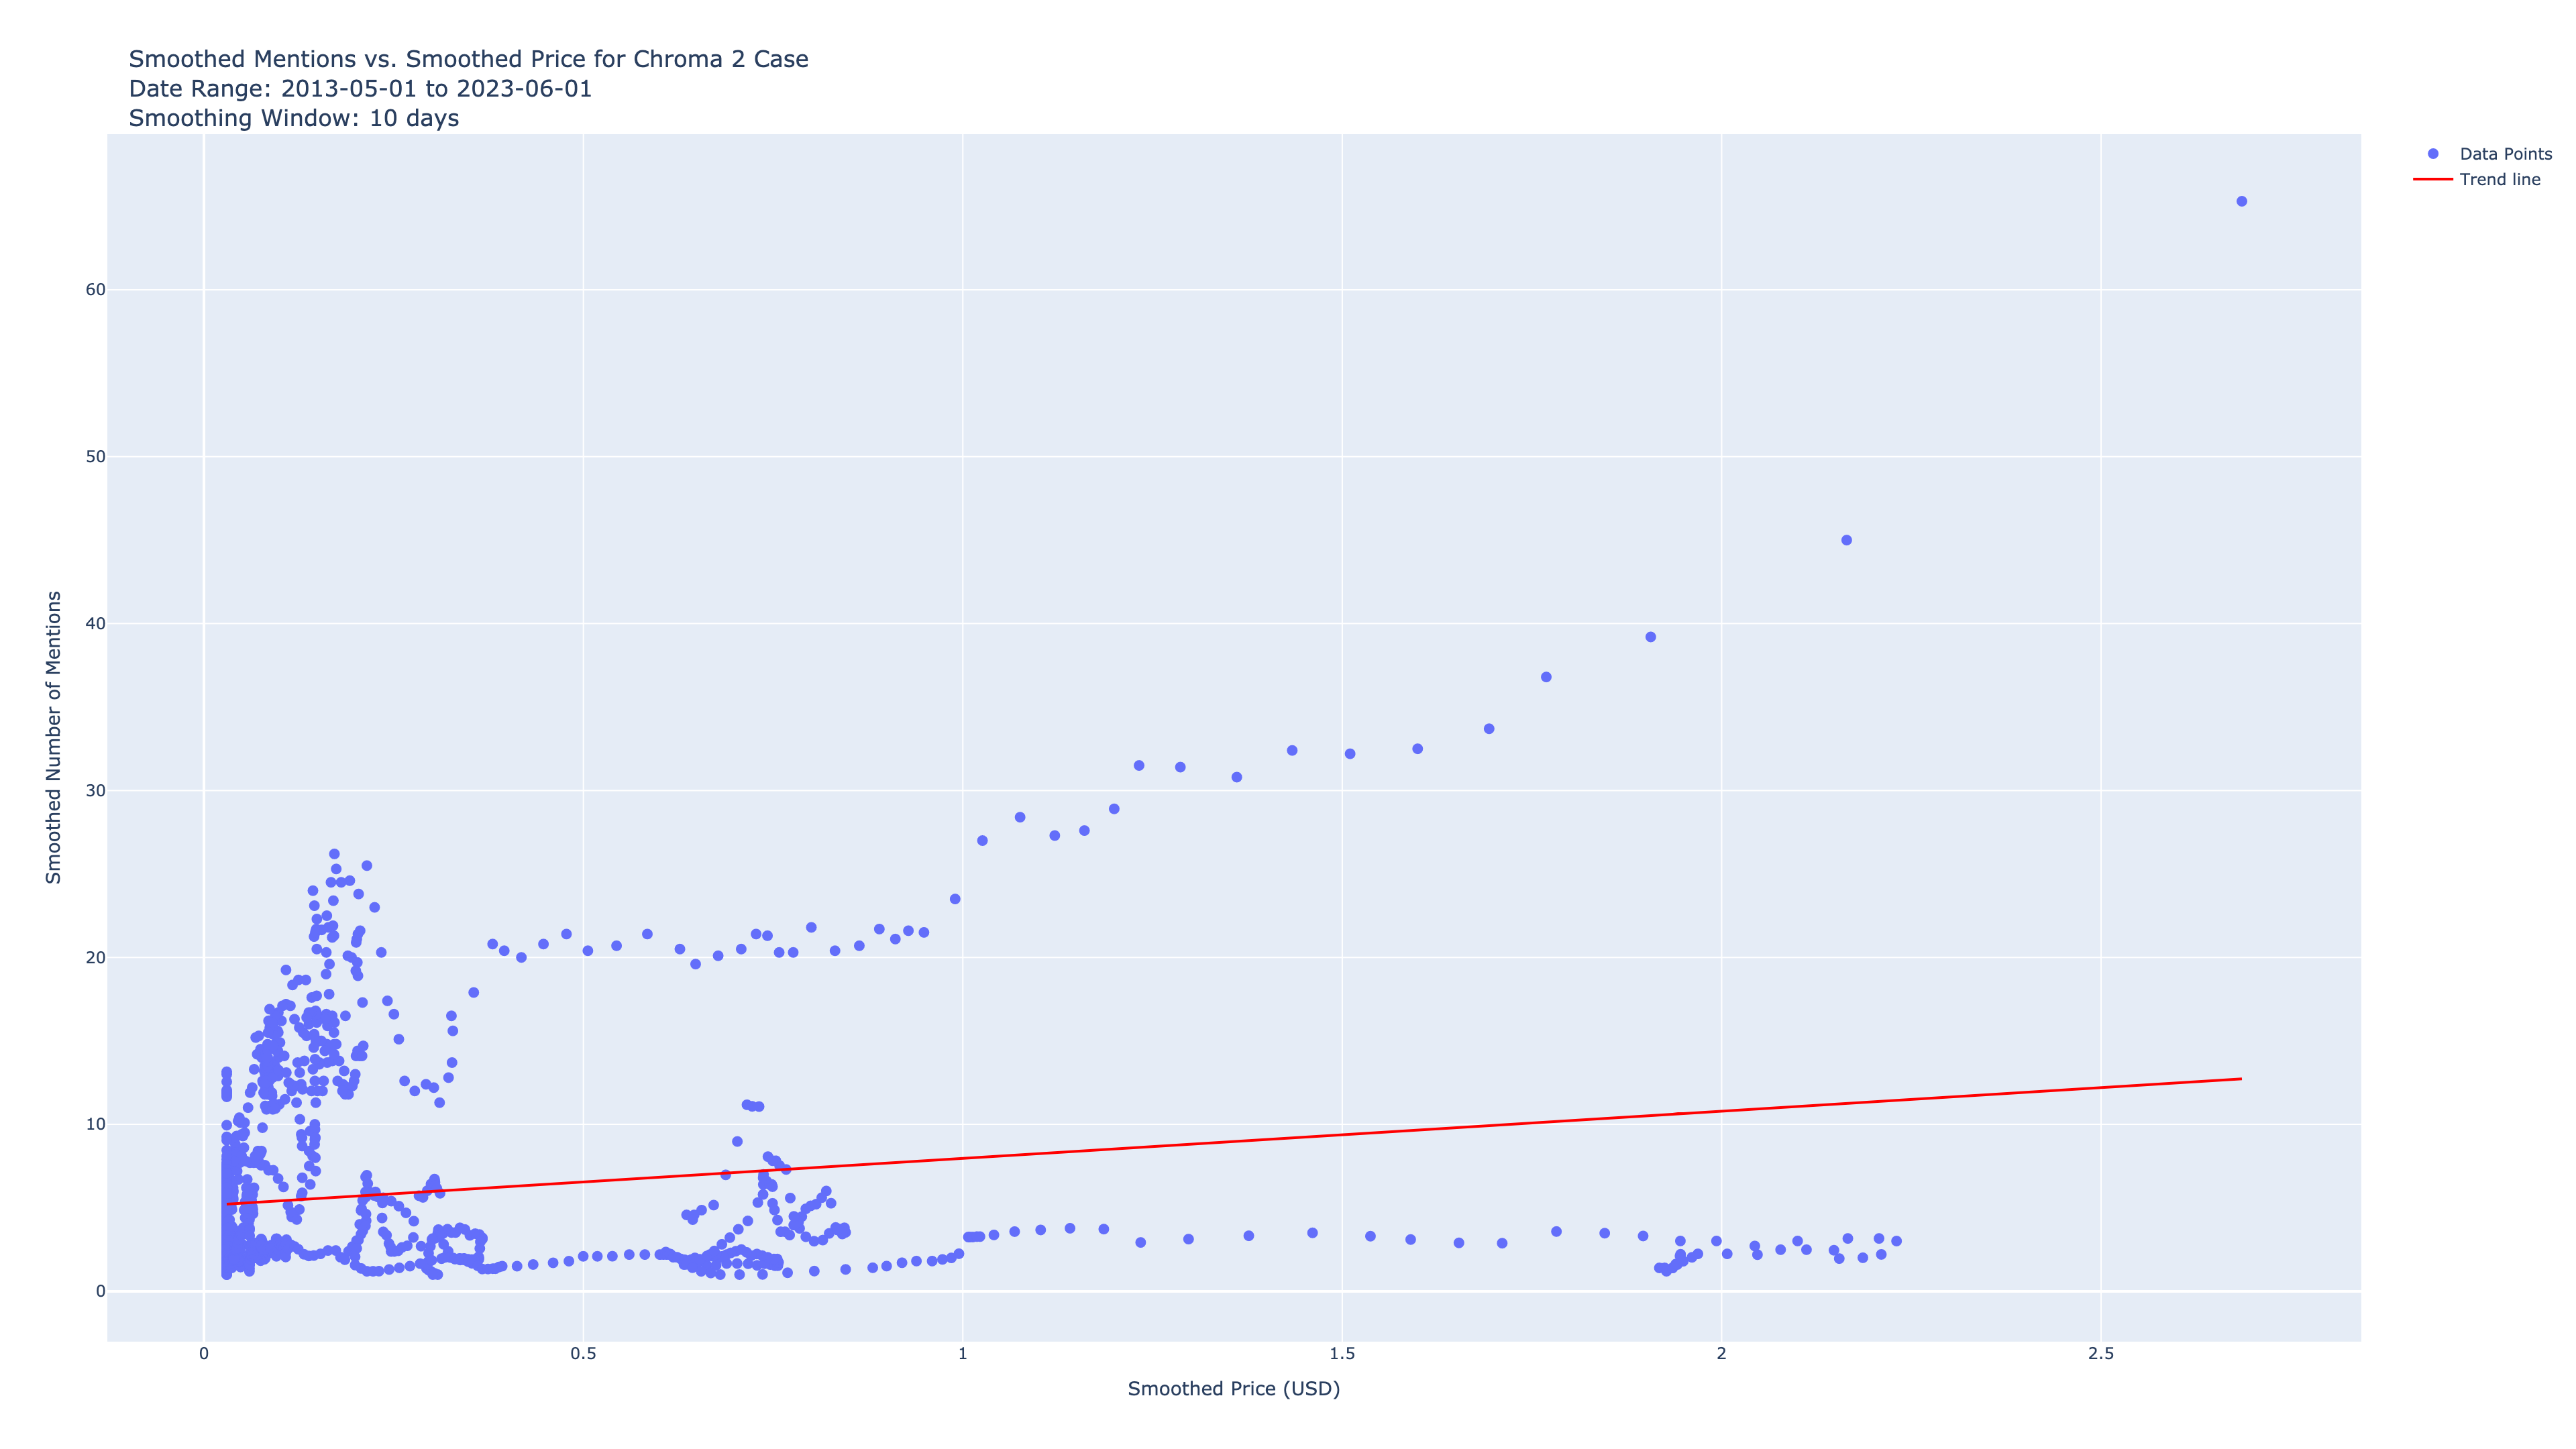 Smoothed Mentions vs. Smoothed Price for Chroma 2 Case
Date Range: 2013-05-01 to 2023-06-01
Smoothing Window: 10 days
Data Points
Trend line
60
50
40
30
20
10
0
Smoothed Number of Mentions
0
0.5
1
1.5
2
2.5
Smoothed Price (USD)